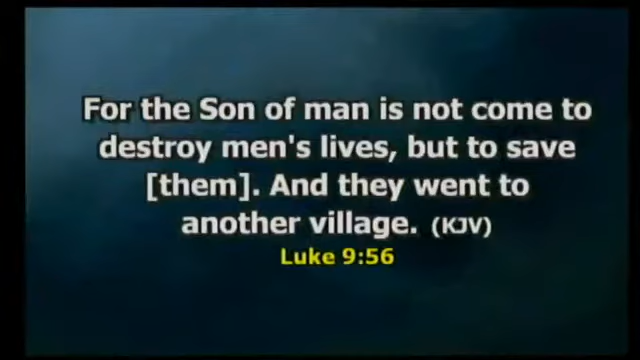 For the Son of man is not come to
destroy men's lives, but to save
[them]. And they went to
another village. (KJV)
Luke 9:56